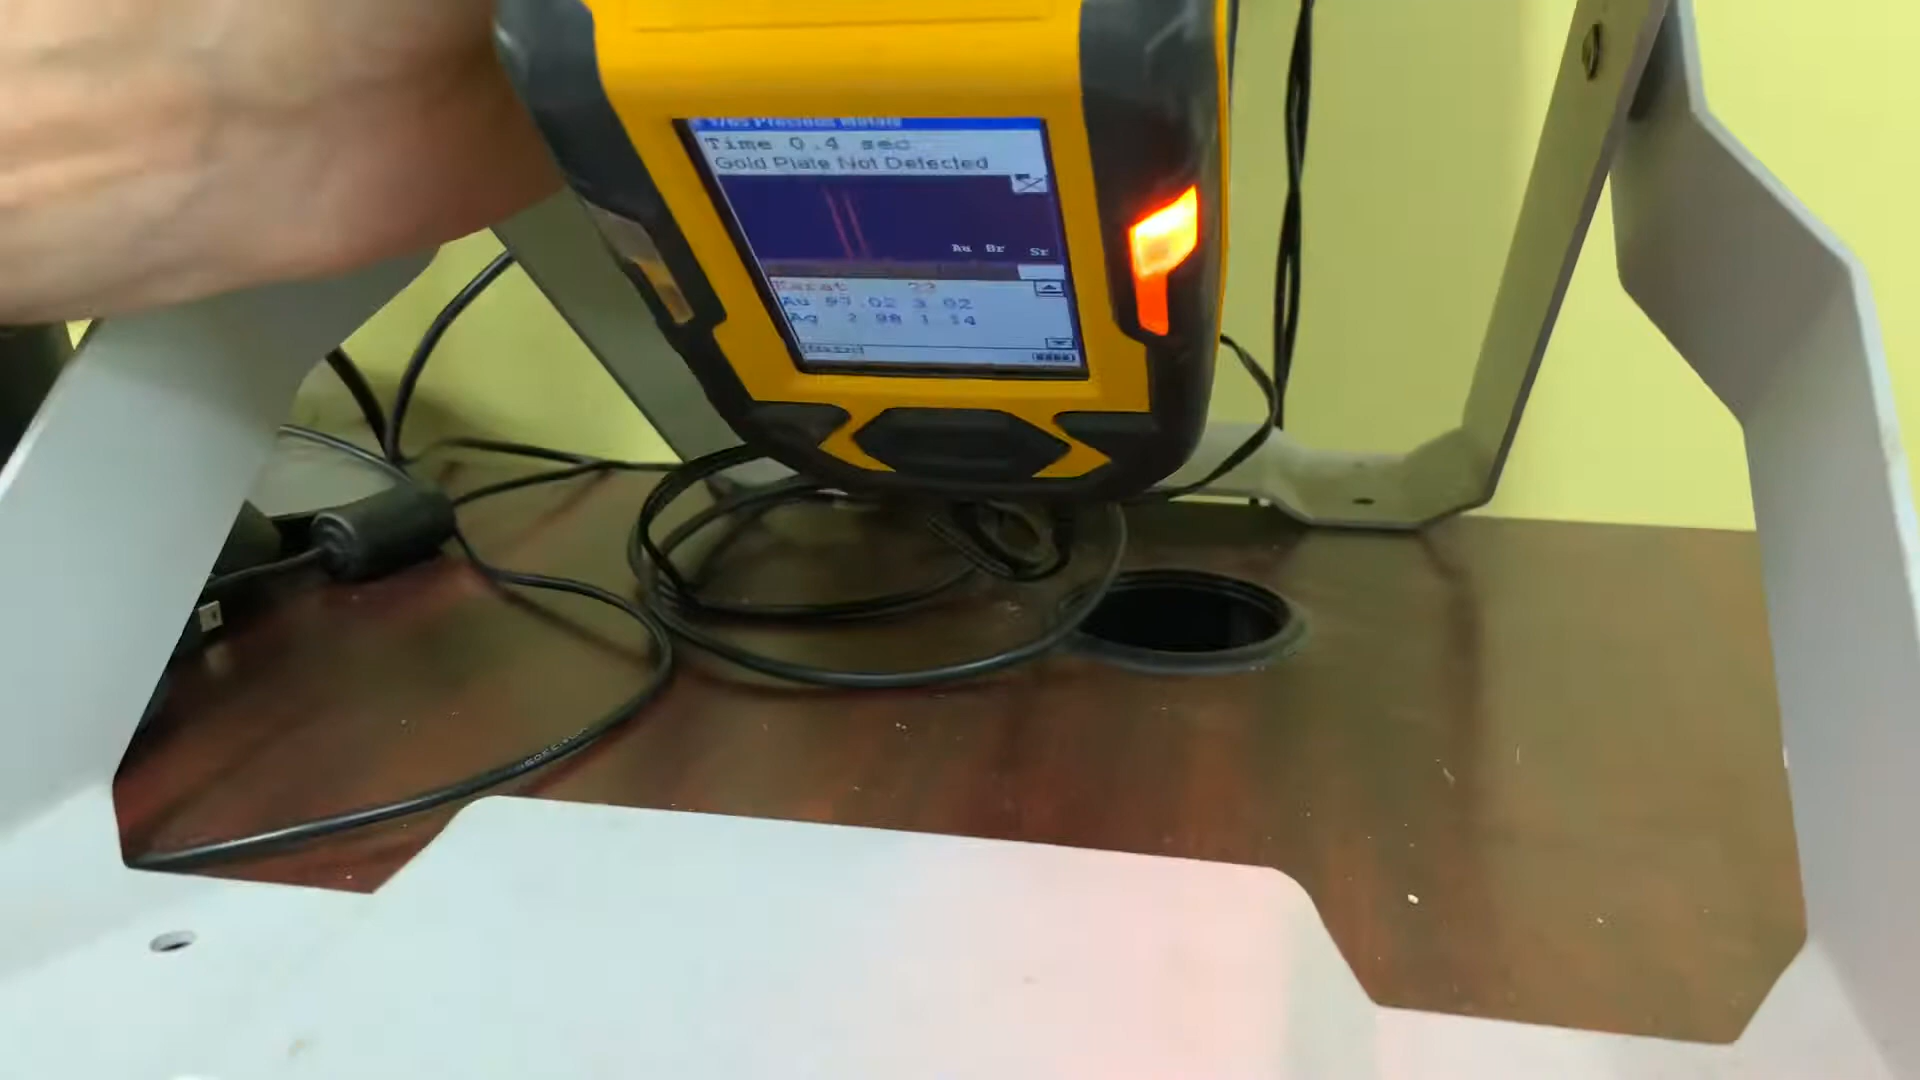 Precious Metals
Time 0.4 sec
Gold Plate Not Detected
Au Br Sr
Karat 23
Au 97.02 3.02
Ag 2.98 1.14